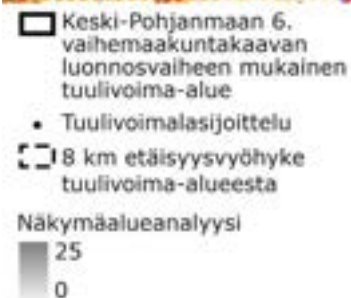 Keski-Pohjanmaan 6.
vaihemaakuntakaavan
luonnosvaiheen mukainen
tuulivoima-alue
Tuulivoimalasijoittelu
8 km etäisyysvyöhyke
tuulivoima-alueesta
Näkymäalueanalyysi
25
0